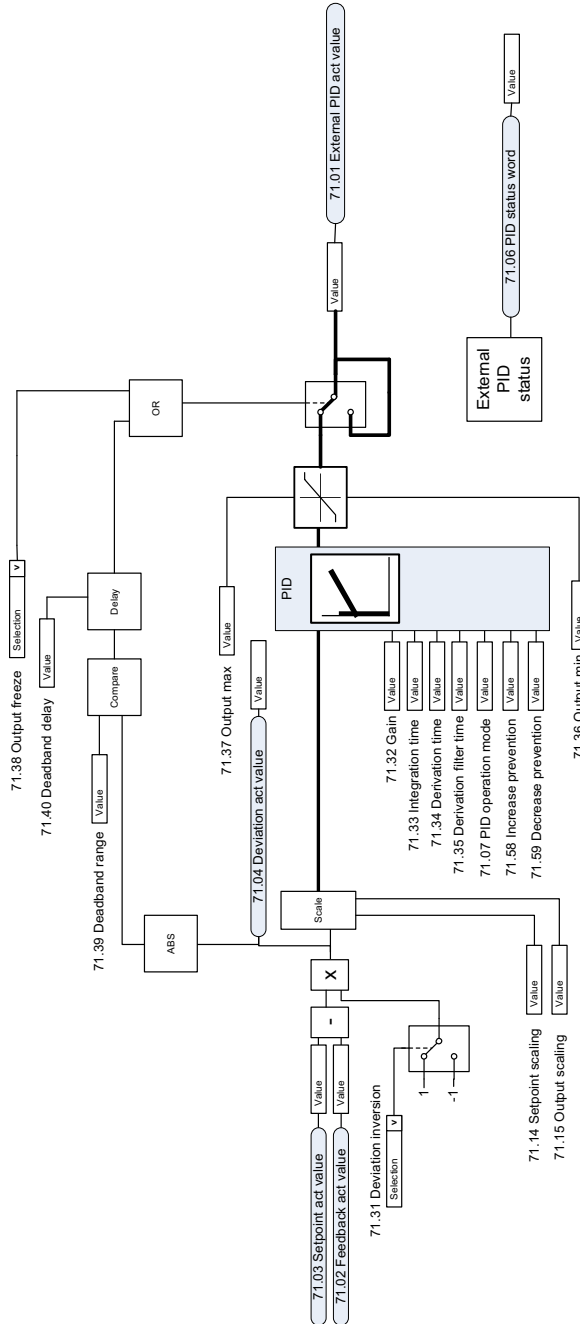 71.38 Output freeze
Selection
v
71.40 Deadband delay
Value
71.39 Deadband range
Value
Compare
Delay
OR
ABS
71.04 Deviation act value
Value
71.37 Output max
Value
71.03 Setpoint act value
Value
71.02 Feedback act value
Value
-
X
Scale
PID
Value
71.01 External PID act value
71.31 Deviation inversion
Selection
v
1
-1
71.32 Gain
Value
71.33 Integration time
Value
71.34 Derivation time
Value
71.35 Derivation filter time
Value
71.07 PID operation mode
Value
71.58 Increase prevention
Value
71.59 Decrease prevention
Value
71.14 Setpoint scaling
Value
71.15 Output scaling
Value
71.36 Output min
Value
External
PID
status
71.06 PID status word
Value